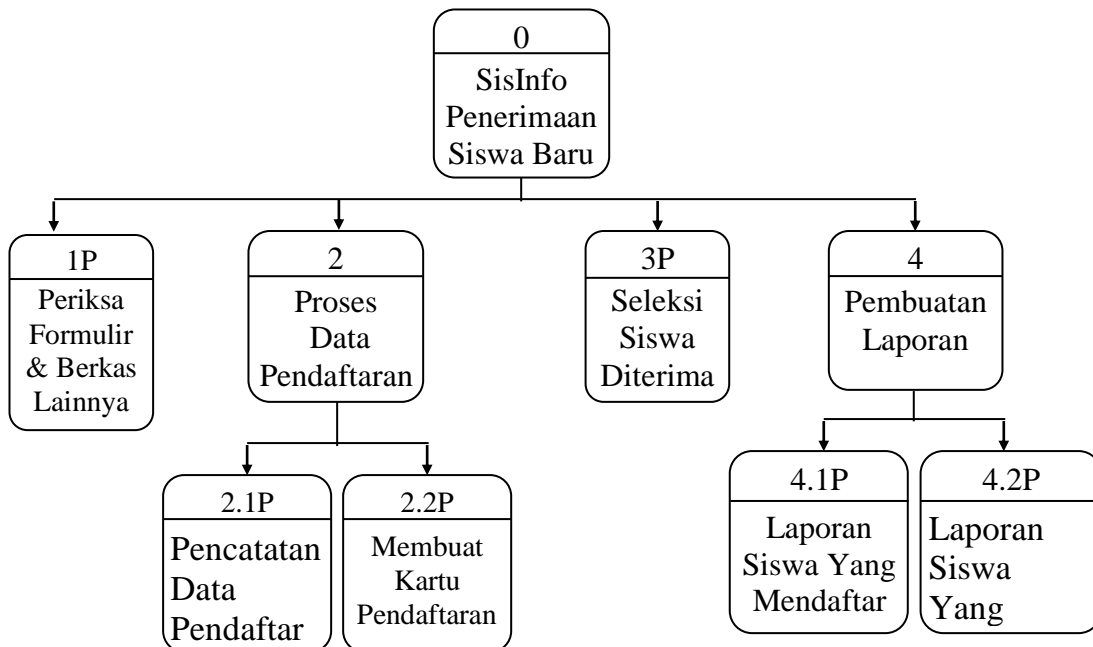 0
SisInfo
Penerimaan
Siswa Baru
1P
Periksa
Formulir
& Berkas
Lainnya
2
Proses
Data
Pendaftaran
3P
Seleksi
Siswa
Diterima
4
Pembuatan
Laporan
2.1P
Pencatatan
Data
Pendaftar
2.2P
Membuat
Kartu
Pendaftaran
4.1P
Laporan
Siswa Yang
Mendaftar
4.2P
Laporan
Siswa
Yang